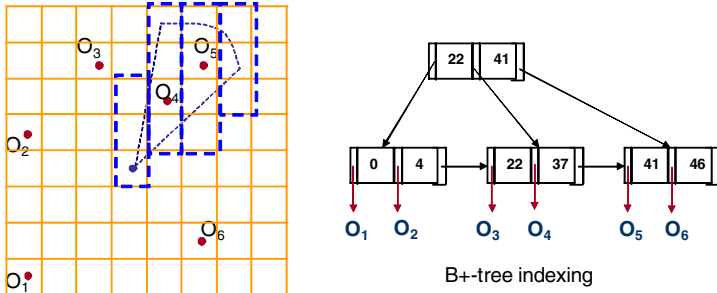 O3
O5
O4
O2
O6
O1
22 41
0 4 22 37 41 46
O1 O2 O3 O4 O5 O6
B+-tree indexing